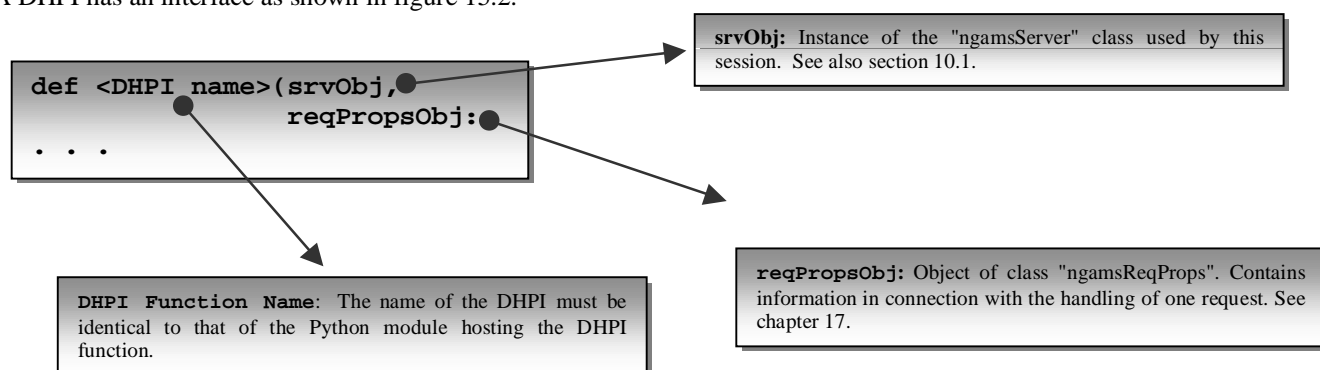 A DHPI has an interface as shown in figure 15.2.
srvObj: Instance of the "ngamsServer" class used by this
session. See also section 10.1.
def <DHPI name>(srvObj,
reqPropsObj:
. . .
reqPropsObj: Object of class "ngamsReqProps". Contains
information in connection with the handling of one request. See
chapter 17.
DHPI Function Name: The name of the DHPI must be
identical to that of the Python module hosting the DHPI
function.